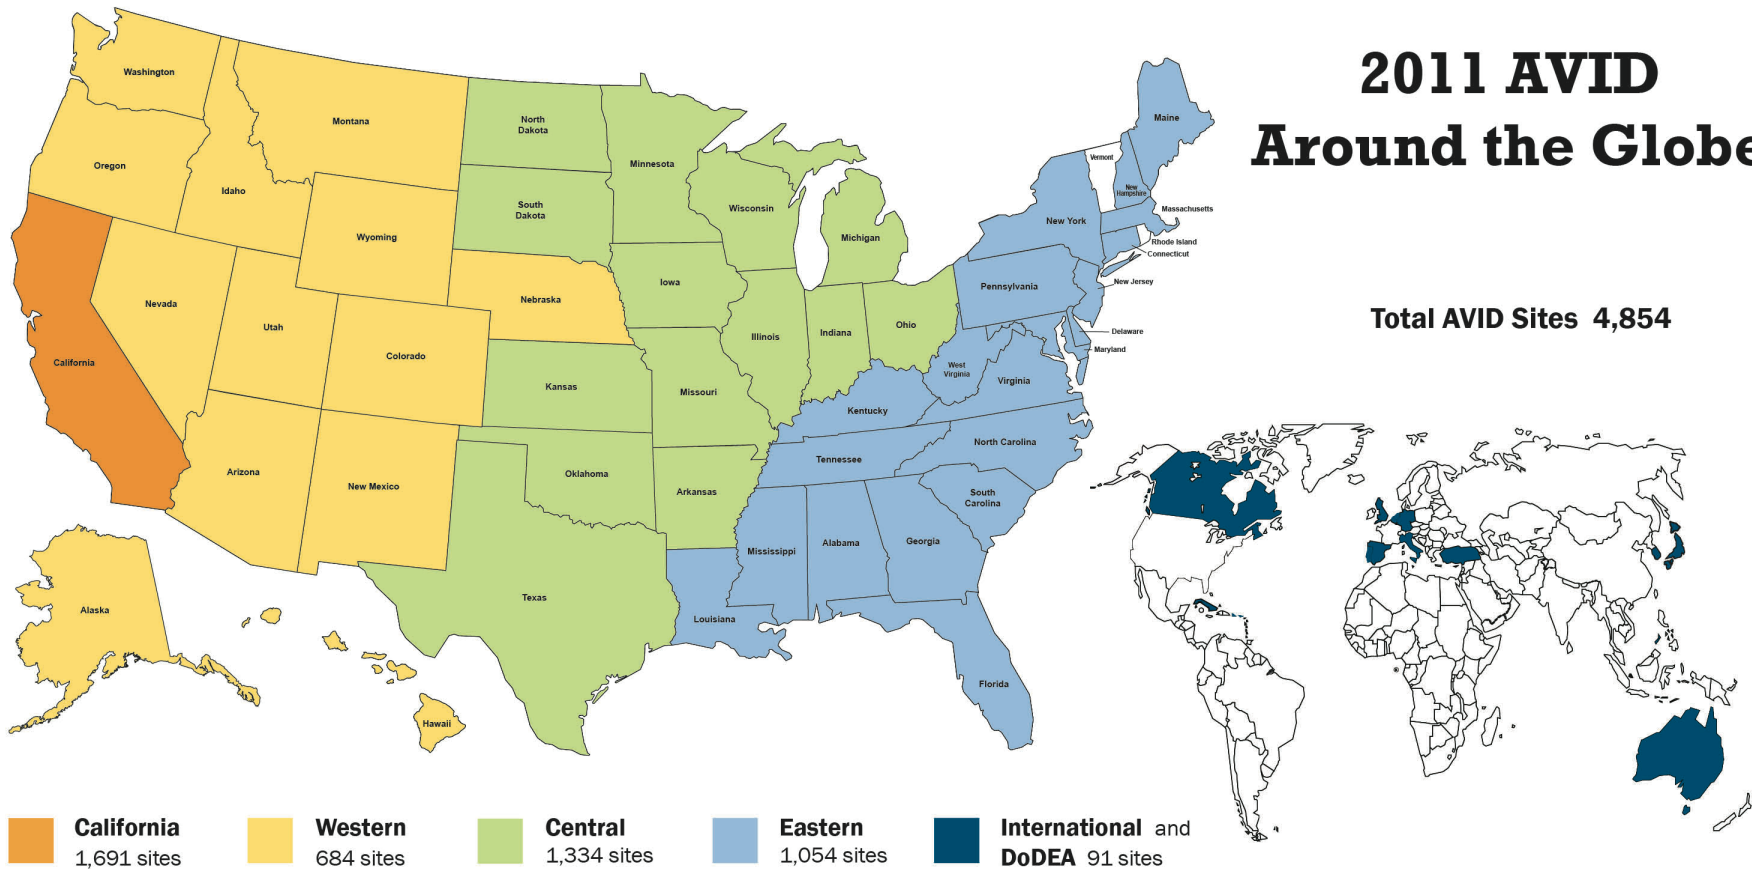 2011 AVID
Around the Globe
Total AVID Sites 4,854
Washington
Oregon
Idaho
Montana
Wyoming
Nevada
Utah
Colorado
California
Arizona
New Mexico
Alaska
Hawaii
North
Dakota
South
Dakota
Nebraska
Kansas
Oklahoma
Texas
Minnesota
Iowa
Missouri
Arkansas
Wisconsin
Illinois
Michigan
Indiana
Ohio
Louisiana
Mississippi
Alabama
Georgia
Florida
Tennessee
Kentucky
West
Virginia
Virginia
North Carolina
South
Carolina
Pennsylvania
New York
Vermont
New
Hampshire
Maine
Massachusetts
Rhode Island
Connecticut
New Jersey
Delaware
Maryland
California
1,691 sites
Western
684 sites
Central
1,334 sites
Eastern
1,054 sites
International and
DoDEA 91 sites